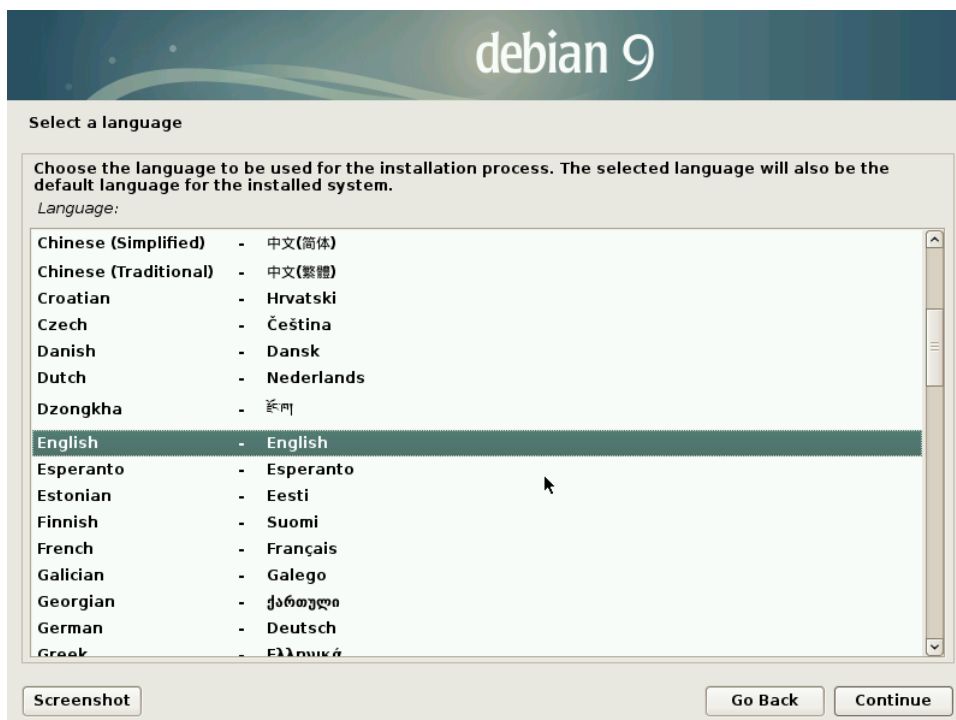 debian 9
Select a language
Choose the language to be used for the installation process. The selected language will also be the
default language for the installed system.
Language:
Chinese (Simplified) - 中文(简体)
Chinese (Traditional) - 中文(繁體)
Croatian - Hrvatski
Czech - Čeština
Danish - Dansk
Dutch - Nederlands
Dzongkha - རྫོང་ཁ།
English - English
Esperanto - Esperanto
Estonian - Eesti
Finnish - Suomi
French - Français
Galician - Galego
Georgian - ქართული
German - Deutsch
Greek - Ελληνικά
Screenshot
Go Back
Continue